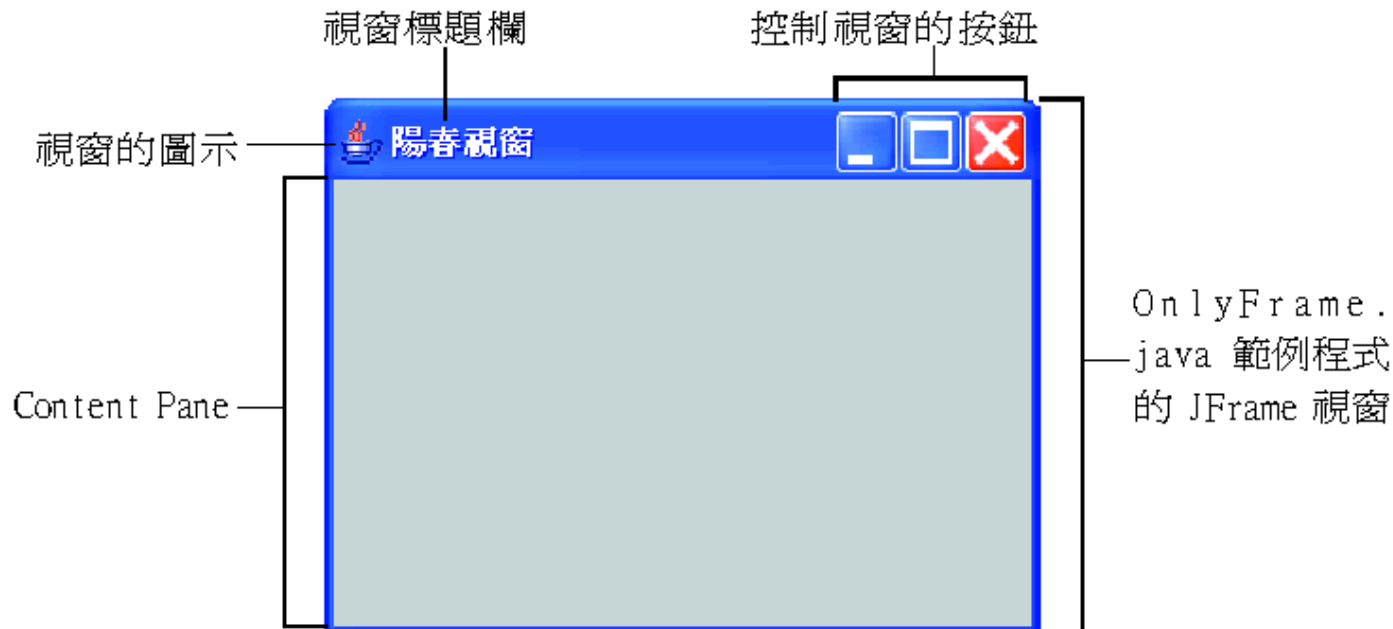 視窗標題欄
控制視窗的按鈕
視窗的圖示
陽春視窗
Content Pane
OnlyFrame.
java 範例程式
的 JFrame 視窗